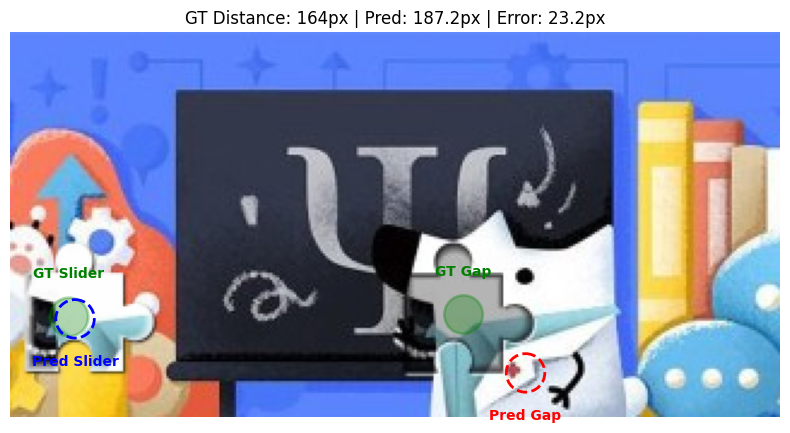 GT Distance: 164px | Pred: 187.2px | Error: 23.2px
Ψ
GT Slider
GT Gap
Pred Slider
Pred Gap